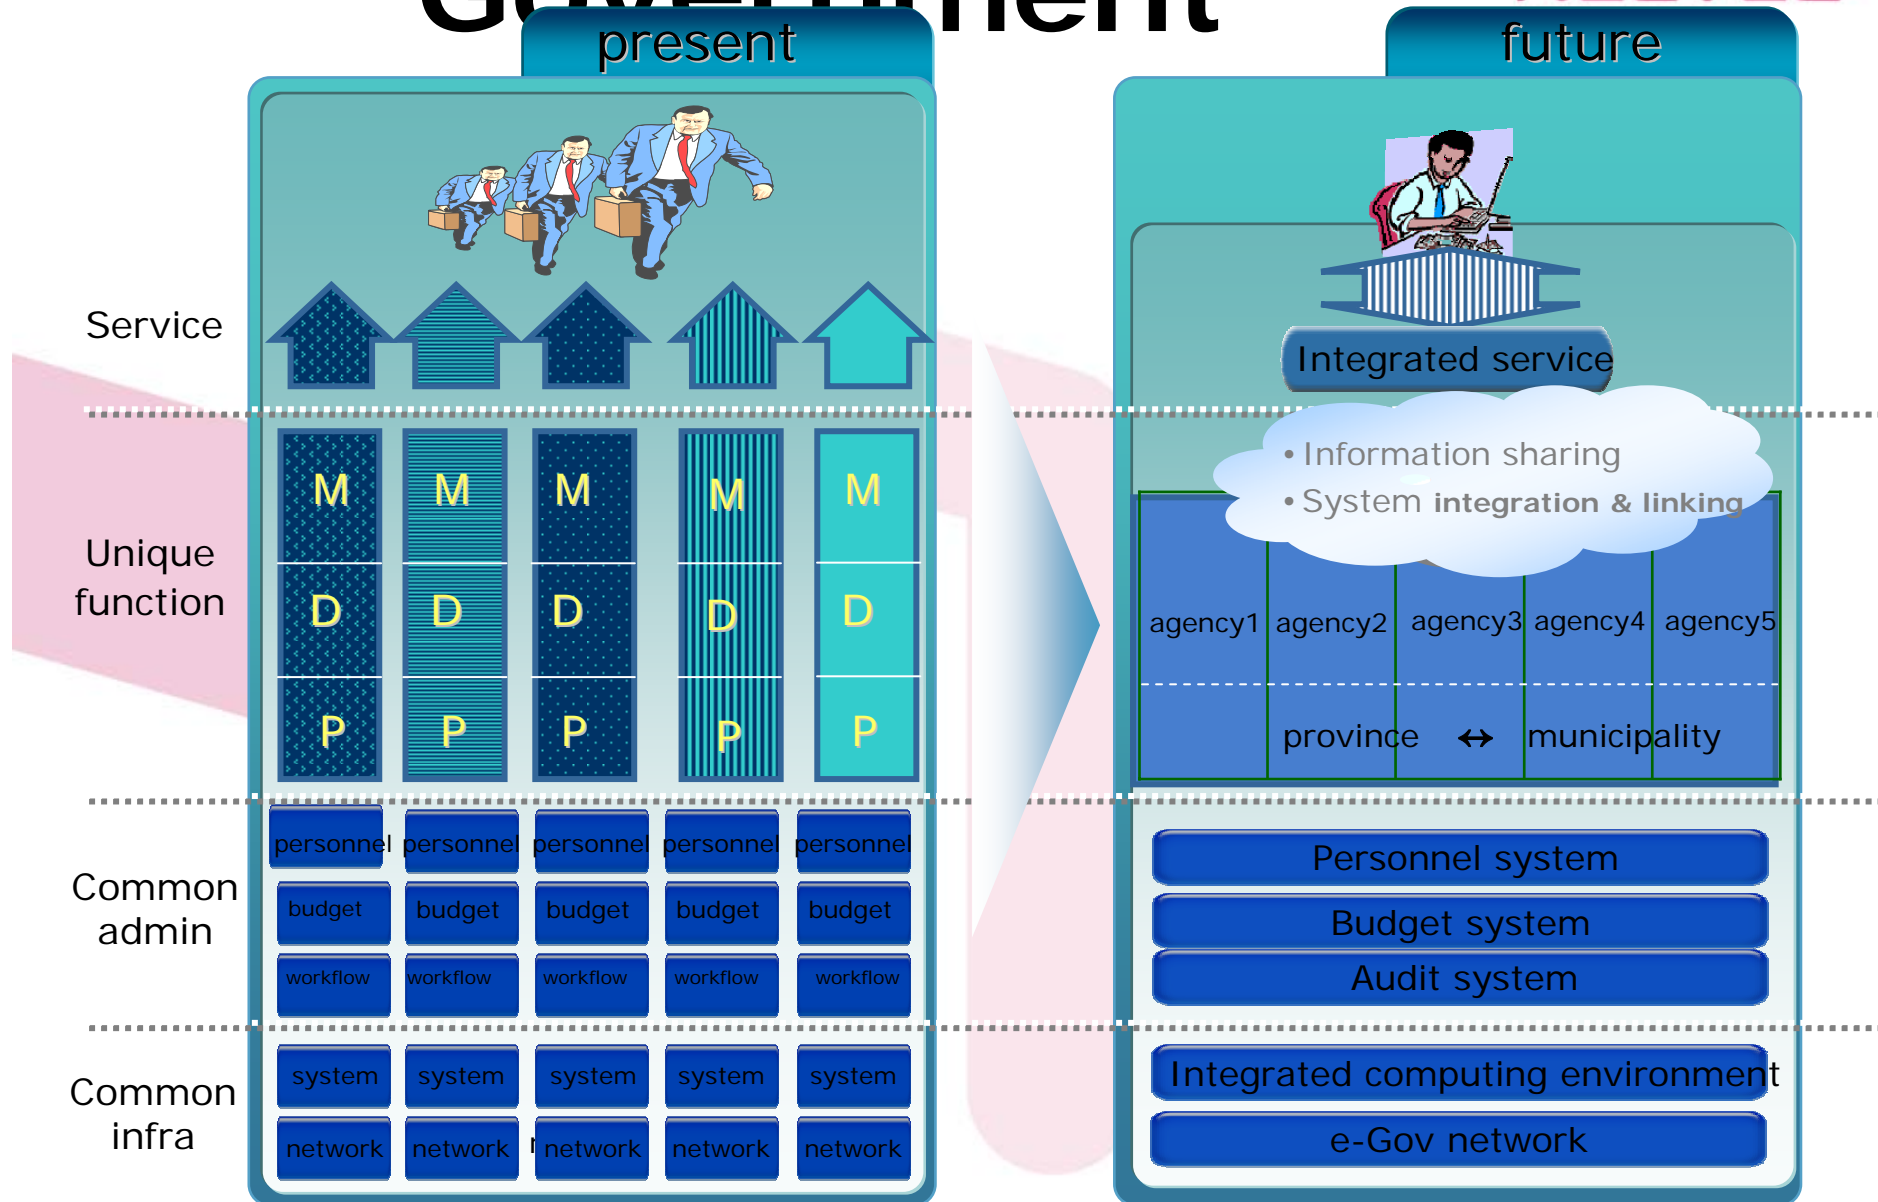 Government
present
future
Service
Integrated service
• Information sharing
• System integration & linking
Unique
function
M M M M M
D D D D D
P P P P P
agency1 agency2 agency3 agency4 agency5
province ↔ municipality
Common
admin
personnel personnel personnel personnel personnel
budget budget budget budget budget
workflow workflow workflow workflow workflow
Personnel system
Budget system
Audit system
Common
infra
system system system system system
network network network network network
Integrated computing environment
e-Gov network